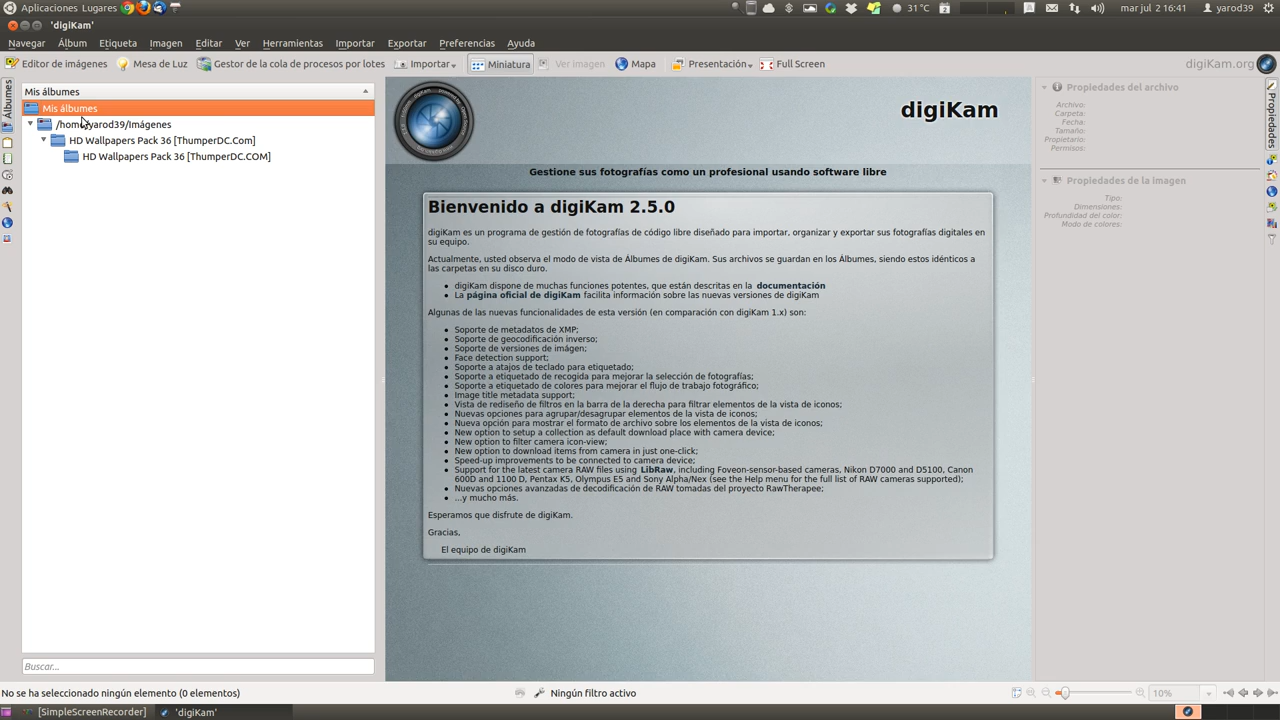 Aplicaciones Lugares
31 °C
mar jul 2 16:41
yarod39
'digiKam'
Navegar Álbum Etiqueta Imagen Editar Ver Herramientas Importar Exportar Preferencias Ayuda
Editor de imágenes Mesa de Luz Gestor de la cola de procesos por lotes Importar Miniatura Ver imagen Mapa Presentación Full Screen digiKam.org
Álbumes
Mis álbumes
Mis álbumes
/home/yarod39/Imágenes
HD Wallpapers Pack 36 [ThumperDC.Com]
HD Wallpapers Pack 36 [ThumperDC.COM]
Buscar...
digiKam
Gestione sus fotografías como un profesional usando software libre
Bienvenido a digiKam 2.5.0
digiKam es un programa de gestión de fotografías de código libre diseñado para importar, organizar y exportar sus fotografías digitales en
su equipo.
Actualmente, usted observa el modo de vista de Álbumes de digiKam. Sus archivos se guardan en los Álbumes, siendo estos idénticos a
las carpetas en su disco duro.
digiKam dispone de muchas funciones potentes, que están descritas en la documentación
La página oficial de digiKam facilita información sobre las nuevas versiones de digiKam
Algunas de las nuevas funcionalidades de esta versión (en comparación con digiKam 1.x) son:
Soporte de metadatos de XMP;
Soporte de geocodificación inverso;
Soporte de versiones de imágen;
Face detection support;
Soporte a atajos de teclado para etiquetado;
Soporte a etiquetado de recogida para mejorar la selección de fotografías;
Soporte a etiquetado de colores para mejorar el flujo de trabajo fotográfico;
Image title metadata support;
Vista de rediseño de filtros en la barra de la derecha para filtrar elementos de la vista de iconos;
Nuevas opciones para agrupar/desagrupar elementos de la vista de iconos;
Nueva opción para mostrar el formato de archivo sobre los elementos de la vista de iconos;
New option to setup a collection as default download place with camera device;
New option to filter camera icon-view;
New option to download items from camera in just one-click;
Speed-up improvements to be connected to camera device;
Support for the latest camera RAW files using LibRaw, including Foveon-sensor-based cameras, Nikon D7000 and D5100, Canon
600D and 1100 D, Pentax K5, Olympus E5 and Sony Alpha/Nex (see the Help menu for the full list of RAW cameras supported);
Nuevas opciones avanzadas de decodificación de RAW tomadas del proyecto RawTherapee;
...y mucho más.
Esperamos que disfrute de digiKam.
Gracias,
El equipo de digiKam
Propiedades del archivo
Archivo:
Carpeta:
Fecha:
Tamaño:
Propietario:
Permisos:
Propiedades de la imagen
Tipo:
Dimensiones:
Profundidad del color:
Modo de colores:
Propiedades
No se ha seleccionado ningún elemento (0 elementos)
Ningún filtro activo
10%
[SimpleScreenRecorder]
'digiKam'